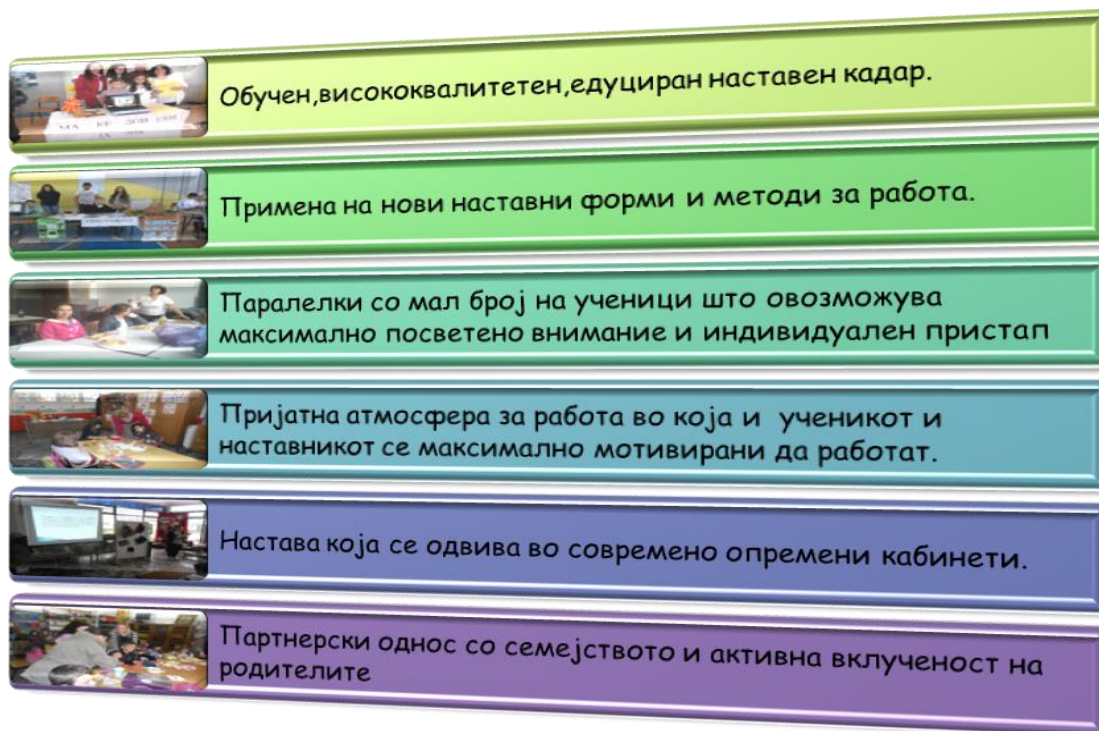 Обучен,висококвалитетен,едуциран наставен кадар.
Примена на нови наставни форми и методи за работа.
Паралелки со мал број на ученици што овозможува
максимално посветено внимание и индивидуален пристап
Пријатна атмосфера за работа во која и ученикот и
наставникот се максимално мотивирани да работат.
Настава која се одвива во современо опремени кабинети.
Партнерски однос со семејството и активна вклученост на
родителите